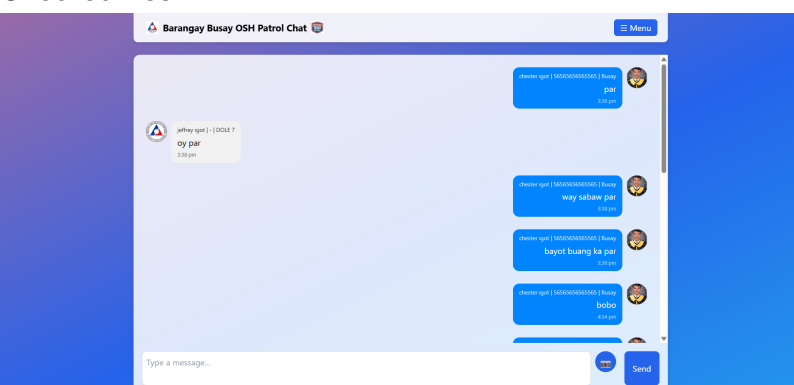 Barangay Busay OSH Patrol Chat
☰ Menu
chester igot | 56565656565565 | Busay
par
3:38 pm
jeffrey igot | - | DOLE 7
oy par
3:38 pm
chester igot | 56565656565565 | Busay
way sabaw par
3:38 pm
chester igot | 56565656565565 | Busay
bayot buang ka par
3:38 pm
chester igot | 56565656565565 | Busay
bobo
4:34 pm
Type a message...
Send